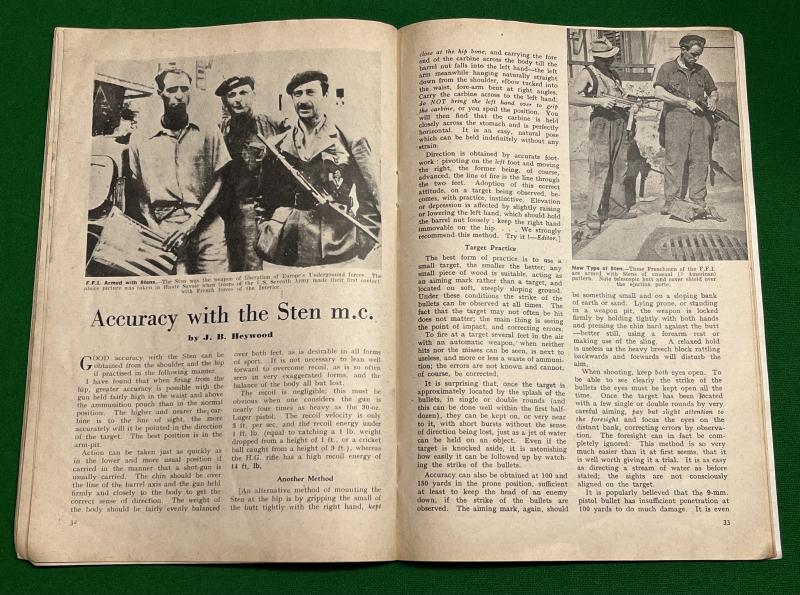 F.F.I. Armed with Stens.—The Sten was the weapon of liberation of Europe's Underground forces. The
above picture was taken in Haute Savoie when troops of the U.S. Seventh Army made their first contact
with French Forces of the Interior.
Accuracy with the Sten m.c.
by J. B. Heywood
GOOD accuracy with the Sten can be
obtained from the shoulder and the hip
if practised in the following manner.
I have found that when firing from the
hip, greater accuracy is possible with the
gun held fairly high in the waist and above
the ammunition pouch than in the normal
position. The higher and nearer the car-
bine is to the line of sight, the more
accurately will it be pointed in the direction
of the target. The best position is in the
arm-pit.
Action can be taken just as quickly as
in the lower and more usual position if
carried in the manner that a shot-gun is
usually carried. The chin should be over
the line of the barrel axis and the gun held
firmly and closely to the body to get the
correct sense of direction. The weight of
the body should be fairly evenly balanced
over both feet, as is desirable in all forms
of sport. It is not necessary to lean well
forward to overcome recoil, as is so often
seen in very exaggerated forms, and the
balance of the body all but lost.
The recoil is negligible; this must be
obvious when one considers the gun is
nearly four times as heavy as the 30-oz.
Luger pistol. The recoil velocity is only
3 ft. per sec. and the recoil energy under
1 ft. lb. (equal to catching a 1 lb. weight
dropped from a height of 1 ft., or a cricket
ball caught from a height of 3 ft.), whereas
the H.G. rifle has a high recoil energy of
14 ft. lb.
Another Method
[An alternative method of mounting the
Sten at the hip is by gripping the small of
the butt tightly with the right hand, kept
32
close at the hip bone, and carrying the fore
end of the carbine across the body till the
barrel nut falls into the left hand—the left
arm meanwhile hanging naturally straight
down from the shoulder, elbow tucked into
the waist, fore-arm bent at right angles.
Carry the carbine across to the left hand;
do NOT bring the left hand over to grip
the carbine, or you spoil the position. You
will then find that the carbine is held
closely across the stomach and is perfectly
horizontal. It is an easy, natural pose
which can be held indefinitely without any
strain.
Direction is obtained by accurate foot-
work: pivoting on the left foot and moving
the right, the former being, of course,
advanced, the line of fire is the line through
the two feet. Adoption of this correct
attitude, on a target being observed, be-
comes, with practice, instinctive. Elevation
or depression is affected by slightly raising
or lowering the left hand, which should hold
the barrel nut loosely: keep the right hand
immovable on the hip. . . . We strongly
recommend this method. Try it!—Editor.]
Target Practice
The best form of practice is to use a
small target, the smaller the better; any
small piece of wood is suitable, acting as
an aiming mark rather than a target, and
located on soft, steeply sloping ground.
Under these conditions the strike of the
bullets can be observed at all times. The
fact that the target may not often be hit
does not matter; the main thing is seeing
the point of impact, and correcting errors.
To fire at a target several feet in the air
with an automatic weapon, when neither
hits nor the misses can be seen, is next to
useless, and more or less a waste of ammuni-
tion; the errors are not known and cannot,
of course, be corrected.
It is surprising that, once the target is
approximately located by the splash of the
bullets, in single or double rounds (and
this can be done well within the first half-
dozen), they can be kept on, or very near
to it, with short bursts without the sense
of direction being lost, just as a jet of water
can be held on an object. Even if the
target is knocked aside, it is astonishing
how easily it can be followed up by watch-
ing the strike of the bullets.
Accuracy can also be obtained at 100 and
150 yards in the prone position, sufficient
at least to keep the head of an enemy
down, if the strike of the bullets are
observed. The aiming mark, again, should
New Type of Sten.—These Frenchmen of the F.F.I.
are armed with Stens of unusual (? American)
pattern. Note telescopic butt and cover shield over
the ejection ports.
be something small and on a sloping bank
of earth or sand. Lying prone, or standing
in a weapon pit, the weapon is locked
firmly by holding tightly with both hands
and pressing the chin hard against the butt
—better still, using a forearm rest or
making use of the sling. A relaxed hold
is useless as the heavy breech block rattling
backwards and forwards will disturb the
aim.
When shooting, keep both eyes open. To
be able to see clearly the strike of the
bullets the eyes must be kept open all the
time. Once the target has been located
with a few single or double rounds by very
careful aiming, pay but slight attention to
the foresight and focus the eyes on the
distant bank, correcting errors by observa-
tion. The foresight can in fact be com-
pletely ignored: This method is so very
much easier than it at first seems, that it
is well worth giving it a trial. It is as easy
as directing a stream of water as before
stated; the sights are not consciously
aligned on the target.
It is popularly believed that the 9-mm.
pistol bullet has insufficient penetration at
100 yards to do much damage. It is even
33